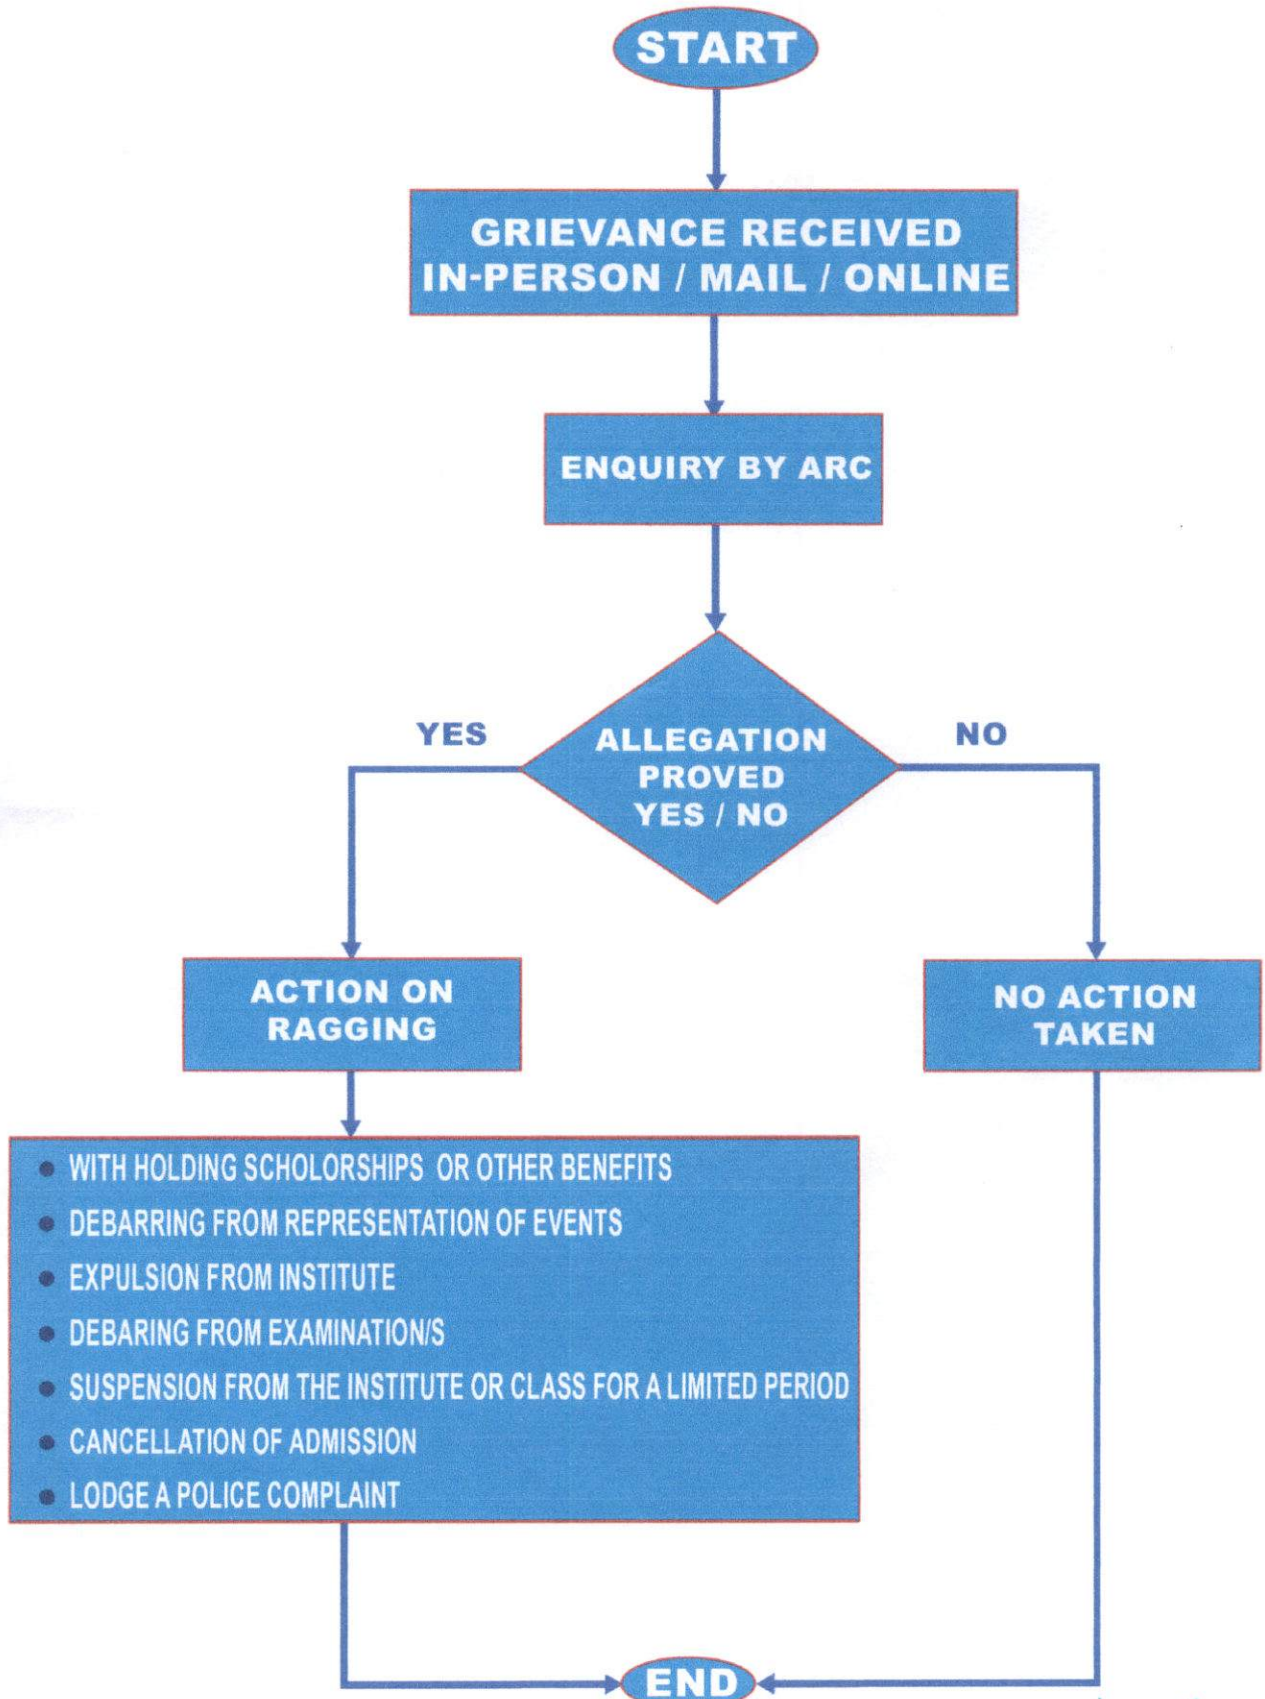 START
GRIEVANCE RECEIVED
IN-PERSON / MAIL / ONLINE
ENQUIRY BY ARC
YES
NO
ALLEGATION
PROVED
YES / NO
ACTION ON
RAGGING
NO ACTION
TAKEN
WITH HOLDING SCHOLORSHIPS OR OTHER BENEFITS
DEBARRING FROM REPRESENTATION OF EVENTS
EXPULSION FROM INSTITUTE
DEBARING FROM EXAMINATION/S
SUSPENSION FROM THE INSTITUTE OR CLASS FOR A LIMITED PERIOD
CANCELLATION OF ADMISSION
LODGE A POLICE COMPLAINT
END